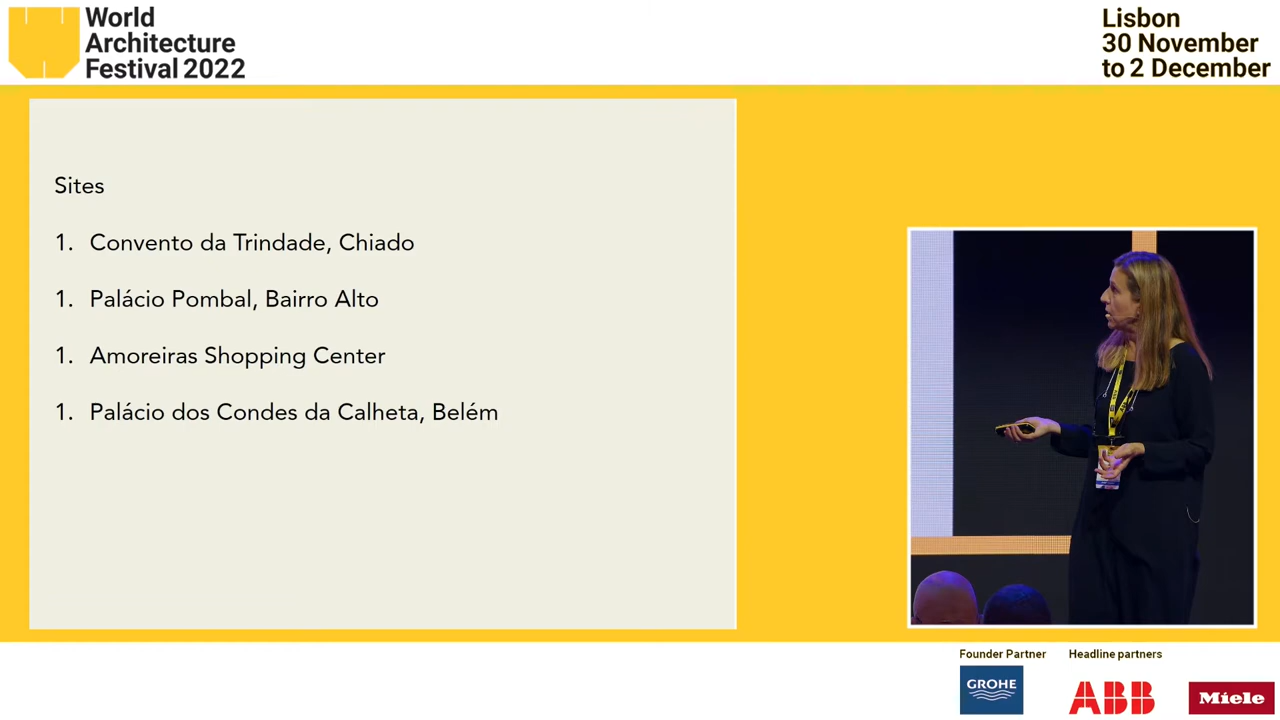 World
Architecture
Festival 2022
Lisbon
30 November
to 2 December
Sites
1. Convento da Trindade, Chiado
1. Palácio Pombal, Bairro Alto
1. Amoreiras Shopping Center
1. Palácio dos Condes da Calheta, Belém
Founder Partner
Headline partners
GROHE
ABB
Miele